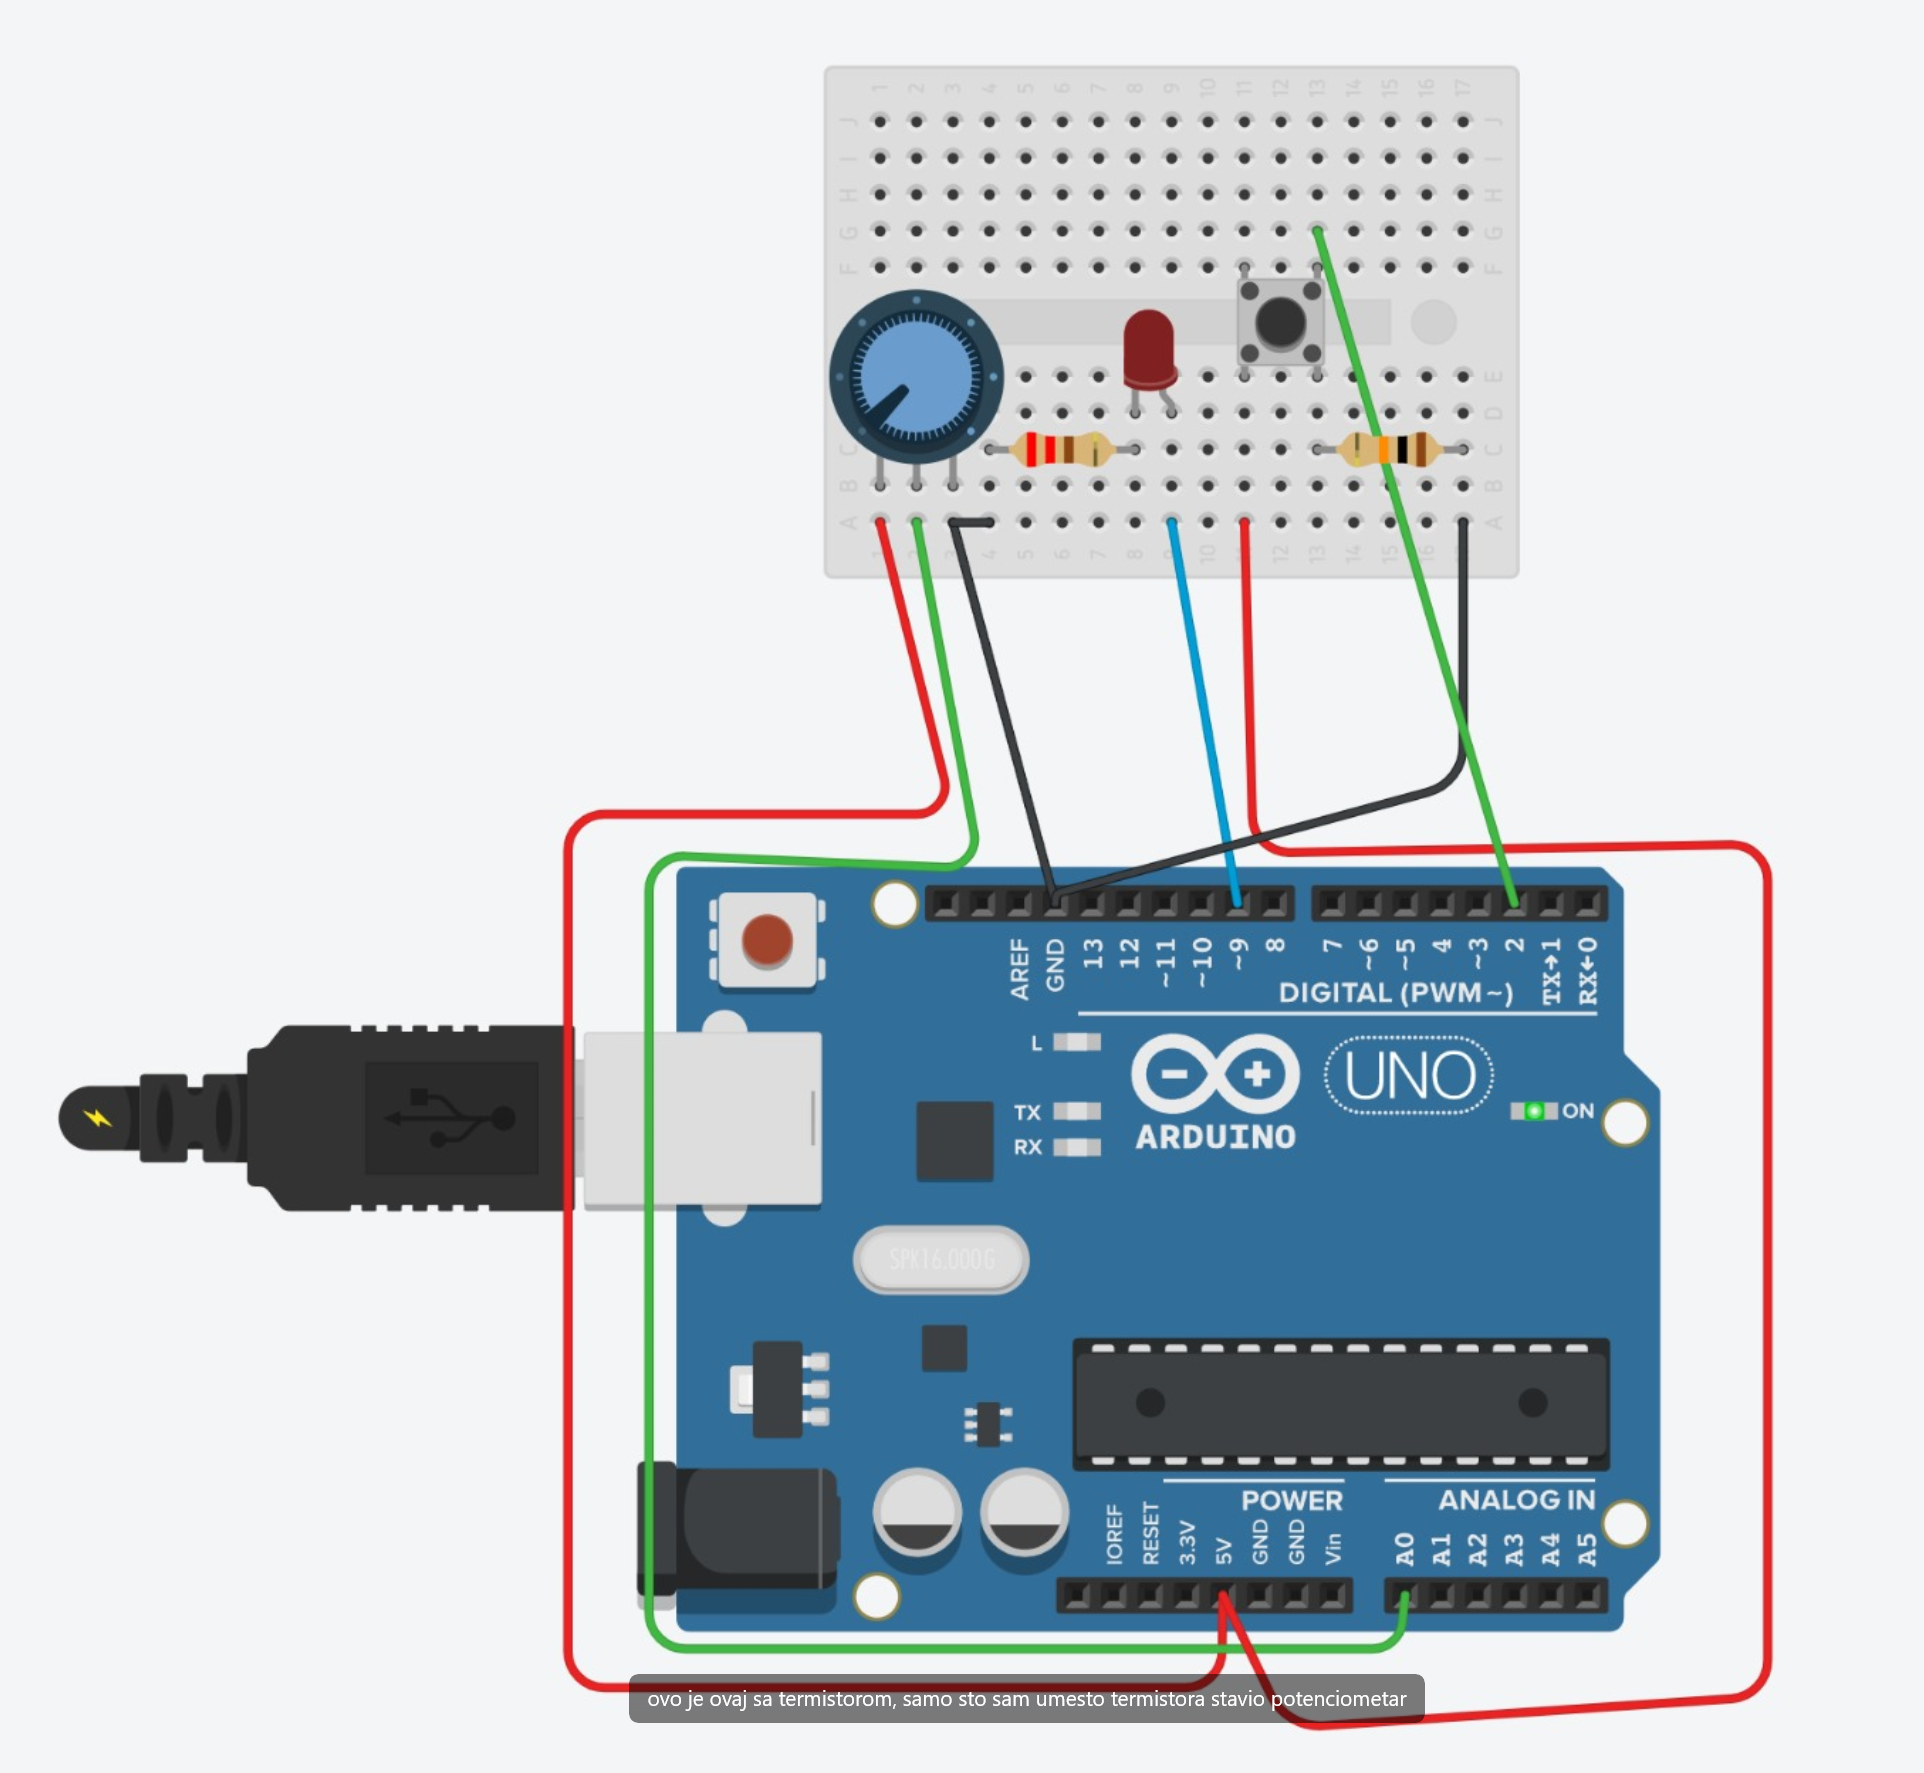 1 2 3 4 5 6 7 8 9 10 11 12 13 14 15 16 17
J J
I I
H H
G G
F F
E
D
C C
B B
A A
1 2 3 4 5 6 7 8 9 10 11 12 13 14 15 16 17
AREF GND 13 12 ~11 ~10 ~9 8 7 ~6 ~5 4 ~3 2 TX→1 RX←0
DIGITAL (PWM~)
L
UNO
TX
ON
RX
ARDUINO
SPK16.000G
POWER ANALOG IN
IOREF RESET 3.3V 5V GND GND Vin A0 A1 A2 A3 A4 A5
ovo je ovaj sa termistorom, samo sto sam umesto termistora stavio potenciometar